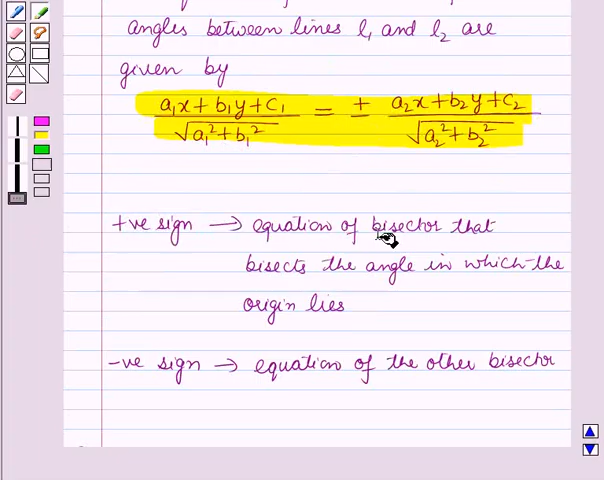 angles between lines l₁ and l₂ are
given by
a₁x + b₁y + c₁ / √a₁² + b₁² = ± a₂x + b₂y + c₂ / √a₂² + b₂²
+ve sign → equation of bisector that
bisects the angle in which the
origin lies
-ve sign → equation of the other bisector